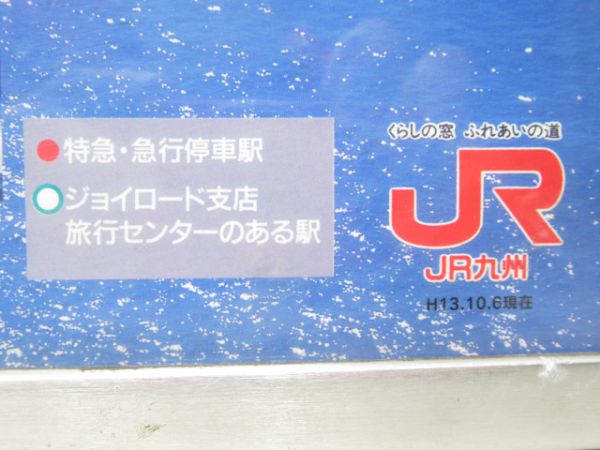 特急・急行停車駅
ジョイロード支店
旅行センターのある駅
くらしの窓 ふれあいの道
JR
JR九州
H13.10.6現在